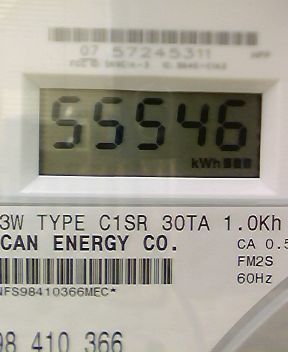 07 57245311
55546
kWh
3W TYPE C1SR 30TA 1.0Kh
CAN ENERGY CO.
CA 0.5
FM2S
60Hz
NFS98410366MEC*
98 410 366